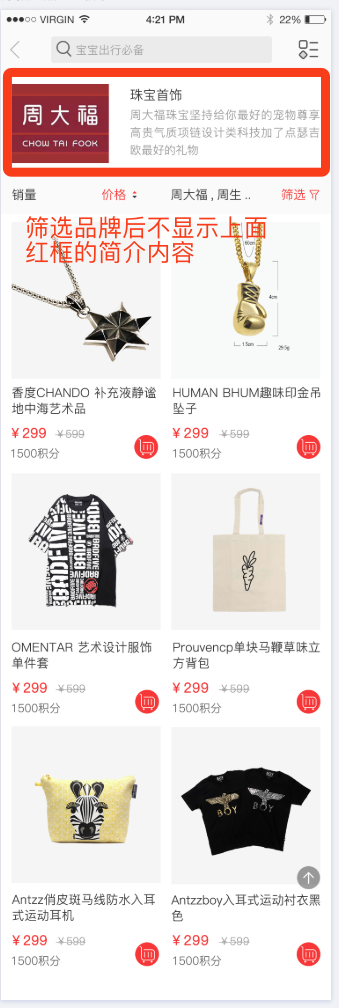 VIRGIN
4:21 PM
22%
宝宝出行必备
周大福
CHOW TAI FOOK
珠宝首饰
周大福珠宝坚持给你最好的宠物尊享
高贵气质项链设计类科技加了点瑟吉
欧最好的礼物
销量
价格
周大福 , 周生 ..
筛选
筛选品牌后不显示上面
红框的简介内容
4cm
1.5cm
香度CHANDO 补充液静谧
地中海艺术品
¥299
¥599
1500积分
HUMAN BHUM趣味印金吊
坠子
¥299
¥599
1500积分
BADFIVE
OMENTAR 艺术设计服饰
单件套
¥299
¥599
1500积分
Prouvencp单块马鞭草味立
方背包
¥299
¥599
1500积分
BOY
BOY
Antzz俏皮斑马线防水入耳
式运动耳机
¥299
¥599
1500积分
Antzzboy入耳式运动衬衣黑
色
¥299
¥599
1500积分